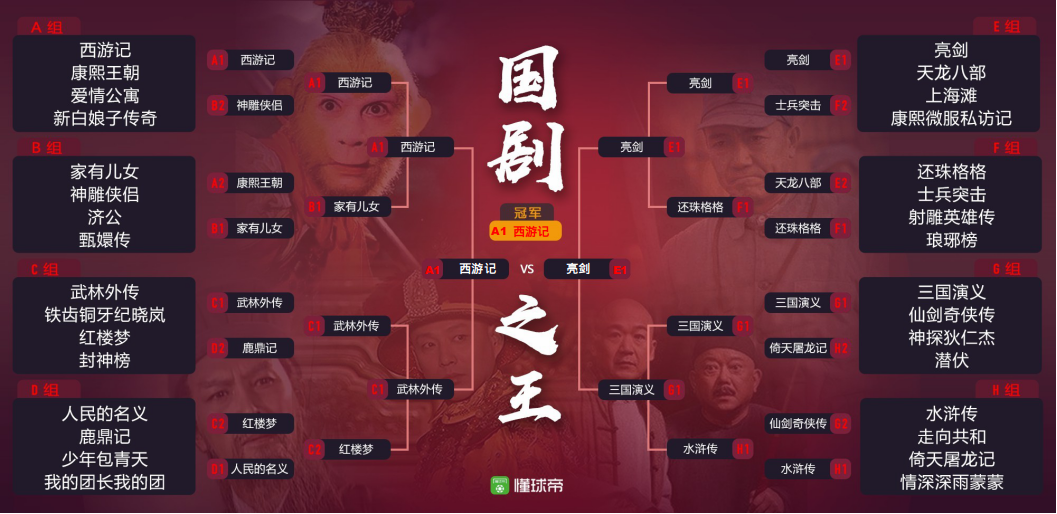 国剧之王
A 组
西游记
康熙王朝
爱情公寓
新白娘子传奇
B 组
家有儿女
神雕侠侣
济公
甄嬛传
C 组
武林外传
铁齿铜牙纪晓岚
红楼梦
封神榜
D 组
人民的名义
鹿鼎记
少年包青天
我的团长我的团
A1 西游记
B2 神雕侠侣
A2 康熙王朝
B1 家有儿女
C1 武林外传
D2 鹿鼎记
C2 红楼梦
D1 人民的名义
A1 西游记
B1 家有儿女
C1 武林外传
C2 红楼梦
A1 西游记
C1 武林外传
冠军
A1 西游记
A1 西游记 VS 亮剑 E1
亮剑 E1
三国演义 G1
亮剑 E1
还珠格格 F1
三国演义 G1
水浒传 H1
亮剑 E1
士兵突击 F2
天龙八部 E2
还珠格格 F1
三国演义 G1
倚天屠龙记 H2
仙剑奇侠传 G2
水浒传 H1
E 组
亮剑
天龙八部
上海滩
康熙微服私访记
F 组
还珠格格
士兵突击
射雕英雄传
琅琊榜
G 组
三国演义
仙剑奇侠传
神探狄仁杰
潜伏
H 组
水浒传
走向共和
倚天屠龙记
情深深雨蒙蒙
懂球帝